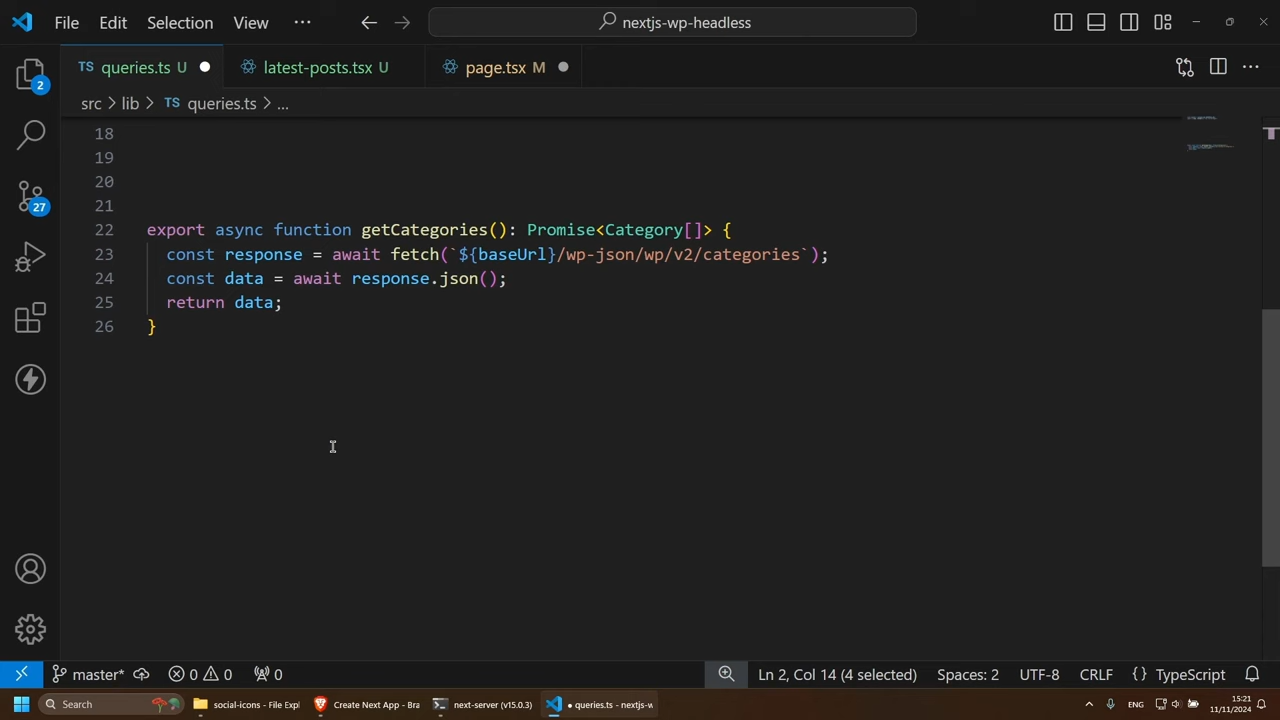 File Edit Selection View ··· nextjs-wp-headless
TS queries.ts U latest-posts.tsx U page.tsx M
src > lib > TS queries.ts > ...
18
19
20
21
22 export async function getCategories(): Promise<Category[]> {
23 const response = await fetch(`${baseUrl}/wp-json/wp/v2/categories`);
24 const data = await response.json();
25 return data;
26 }
2
27
master* 0 0 0 Ln 2, Col 14 (4 selected) Spaces: 2 UTF-8 CRLF {} TypeScript
Search social-icons - File Expl Create Next App - Bra next-server (v15.0.3) • queries.ts - nextjs-w ENG 15:21
11/11/2024